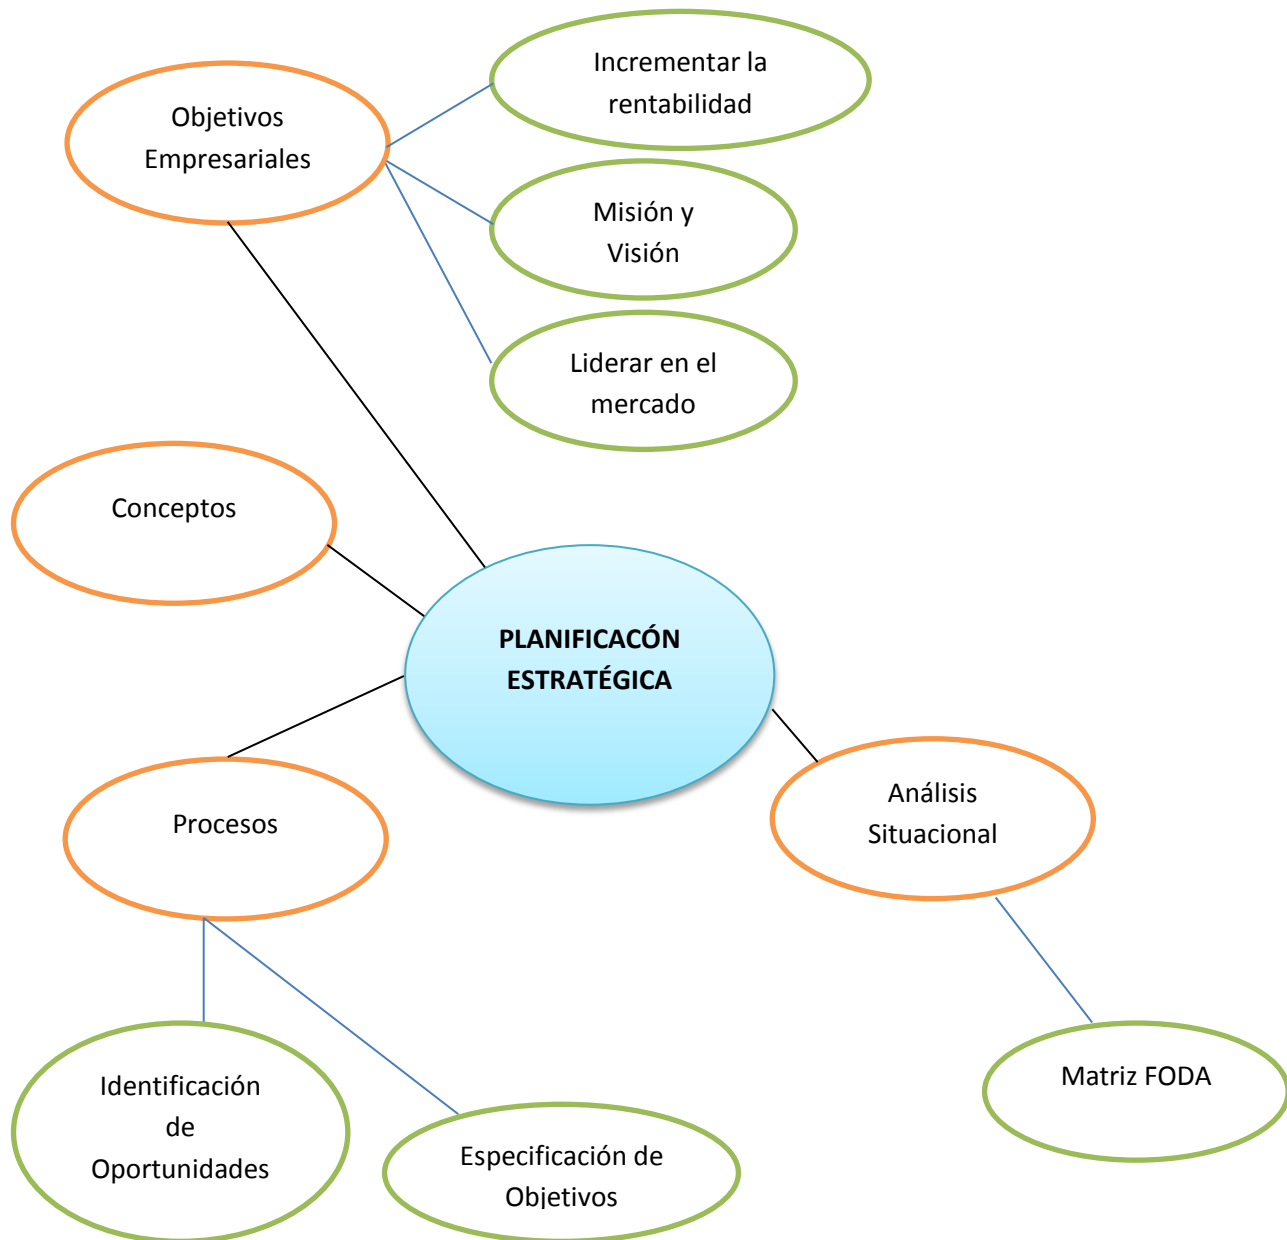 Incrementar la
rentabilidad
Objetivos
Empresariales
Misión y
Visión
Liderar en el
mercado
Conceptos
PLANIFICACÓN
ESTRATÉGICA
Procesos
Análisis
Situacional
Identificación
de
Oportunidades
Especificación de
Objetivos
Matriz FODA